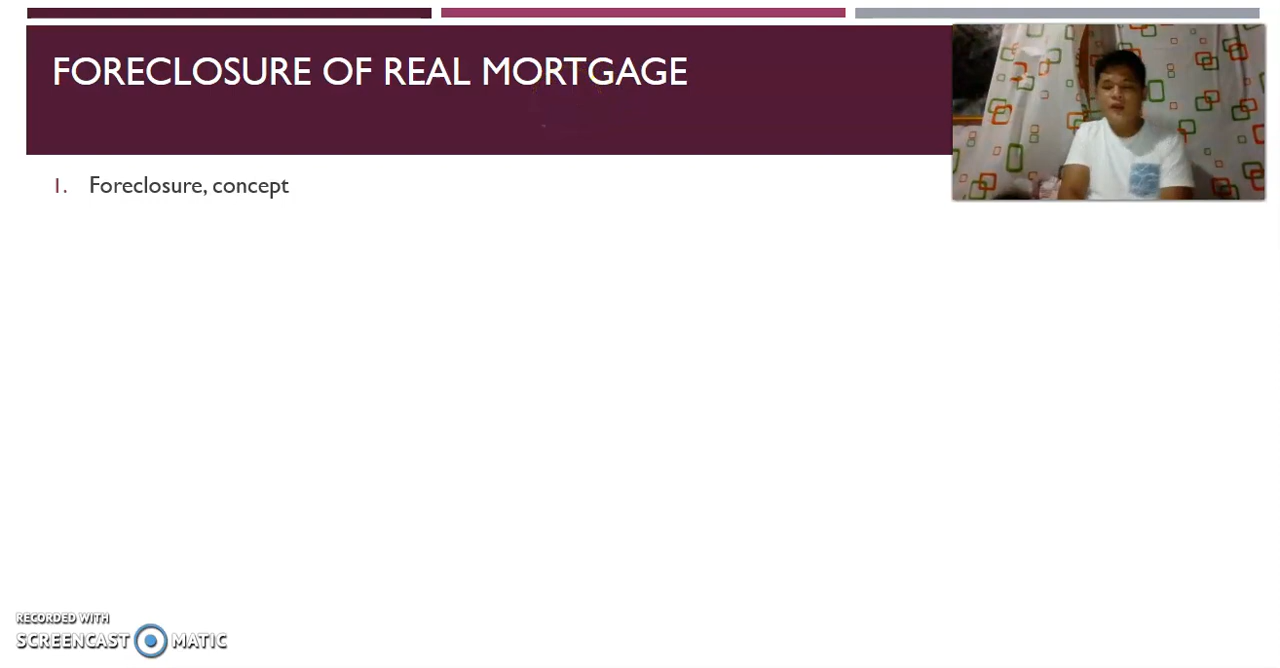 FORECLOSURE OF REAL MORTGAGE
1. Foreclosure, concept
RECORDED WITH
SCREENCAST MATIC